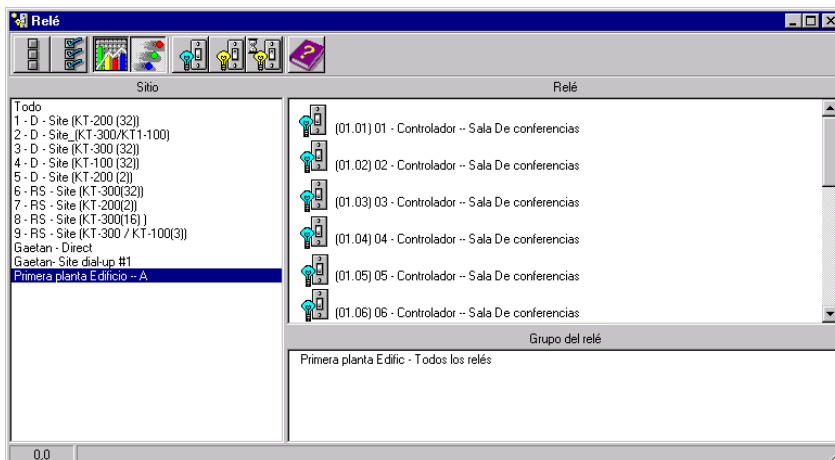 Relé
Sitio
Relé
Todo
1 - D - Site (KT-200 (32))
2 - D - Site_(KT-300/KT1-100)
3 - D - Site (KT-300 (32))
4 - D - Site (KT-100 (32))
5 - D - Site (KT-200 (2))
6 - RS - Site (KT-300(32))
7 - RS - Site (KT-200(2))
8 - RS - Site (KT-300(16) )
9 - RS - Site (KT-300 / KT-100(3))
Gaetan - Direct
Gaetan- Site dial-up #1
Primera planta Edificio -- A
(01.01) 01 - Controlador -- Sala De conferencias
(01.02) 02 - Controlador -- Sala De conferencias
(01.03) 03 - Controlador -- Sala De conferencias
(01.04) 04 - Controlador -- Sala De conferencias
(01.05) 05 - Controlador -- Sala De conferencias
(01.06) 06 - Controlador -- Sala De conferencias
Grupo del relé
Primera planta Edific - Todos los relés
0.0